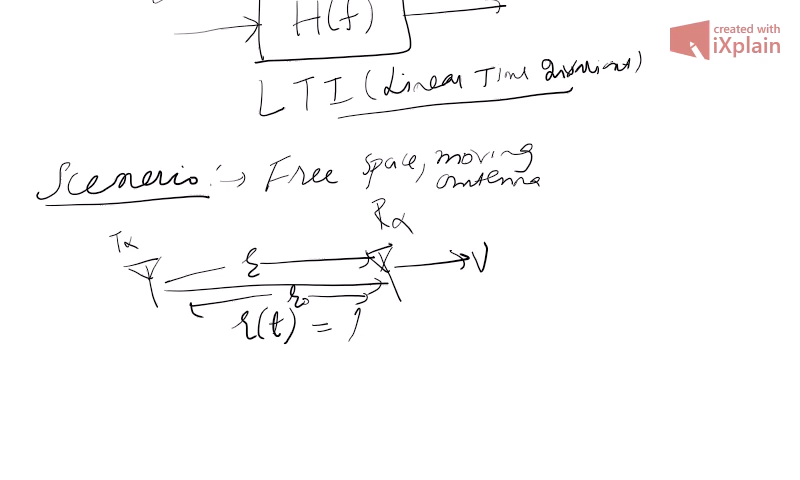 created with
iXplain
H(f)
LTI (Linear Time Invariant)
Scenerio :→ Free space, moving
antenna
Tx
Rx
r
V
r₀
r(t) = ?